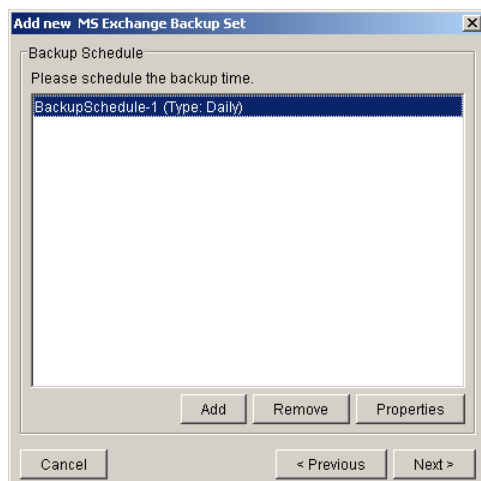 Add new MS Exchange Backup Set
Backup Schedule
Please schedule the backup time.
BackupSchedule-1 (Type: Daily)
Add Remove Properties
Cancel < Previous Next >